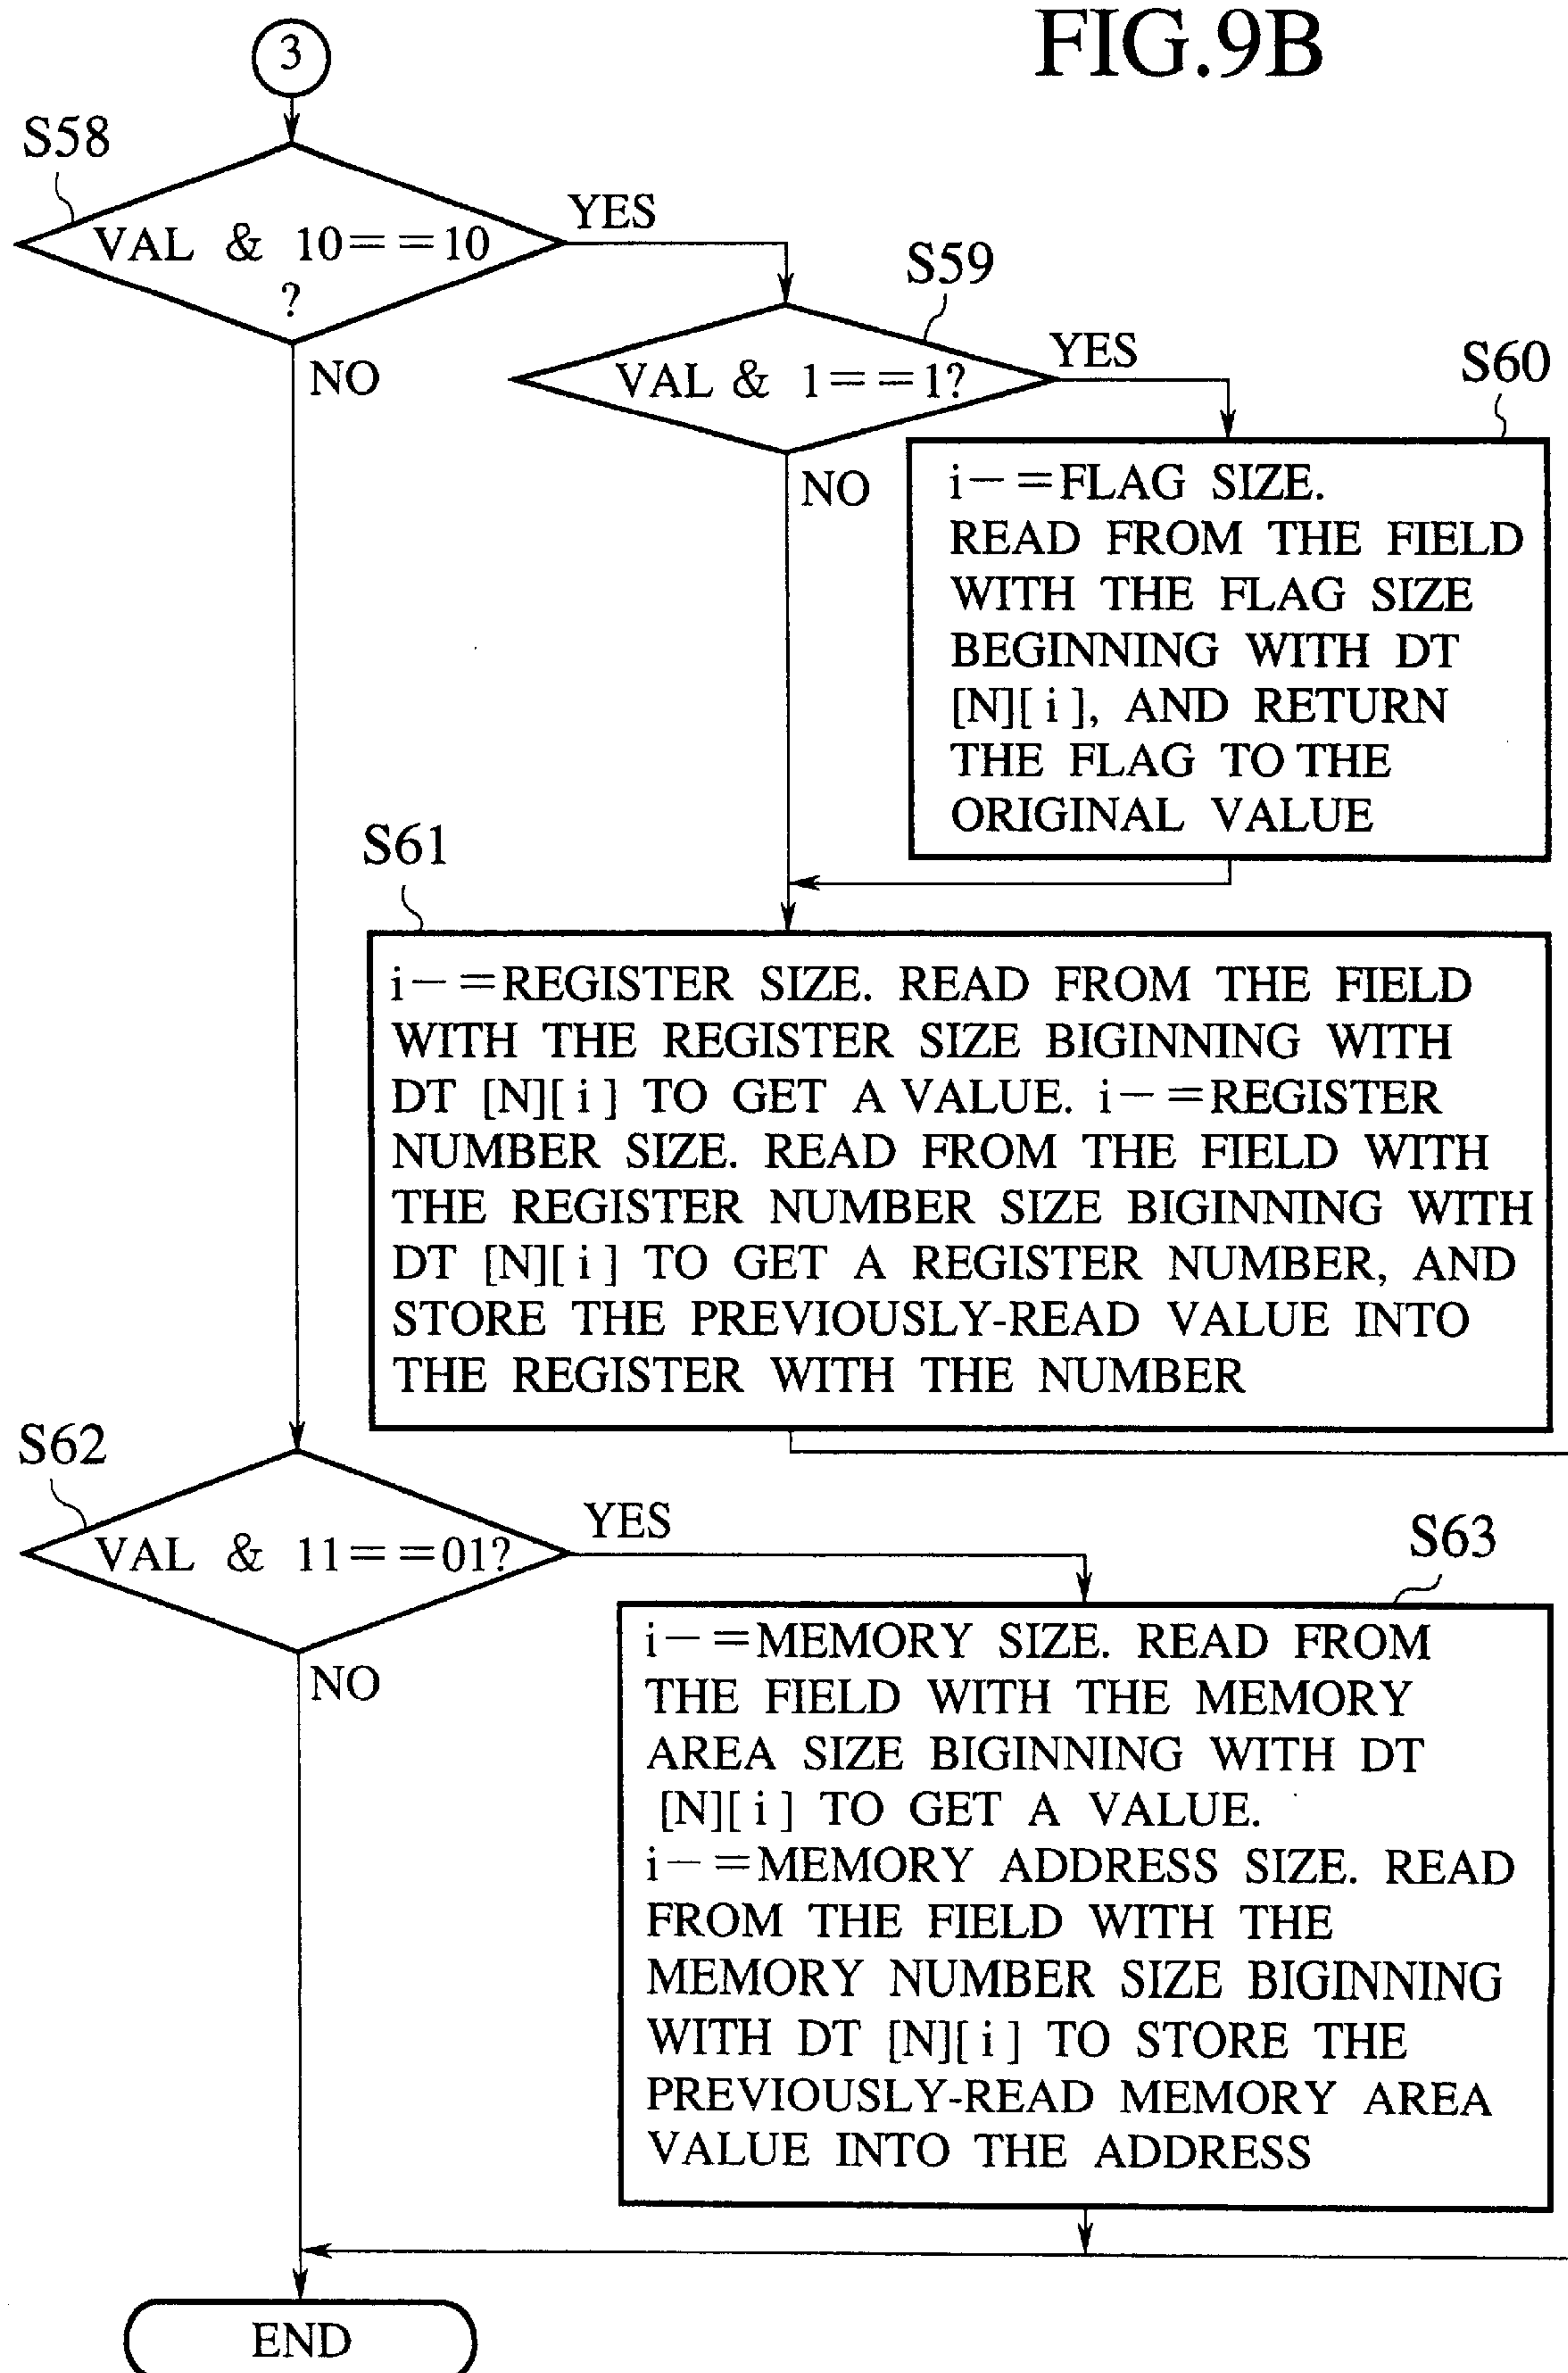 FIG.9B
3
S58
VAL & 10==10
?
YES
NO
S59
VAL & 1==1?
YES
NO
S60
i-=FLAG SIZE.
READ FROM THE FIELD
WITH THE FLAG SIZE
BEGINNING WITH DT
[N][i], AND RETURN
THE FLAG TO THE
ORIGINAL VALUE
S61
i-=REGISTER SIZE. READ FROM THE FIELD
WITH THE REGISTER SIZE BIGINNING WITH
DT [N][i] TO GET A VALUE. i-=REGISTER
NUMBER SIZE. READ FROM THE FIELD WITH
THE REGISTER NUMBER SIZE BIGINNING WITH
DT [N][i] TO GET A REGISTER NUMBER, AND
STORE THE PREVIOUSLY-READ VALUE INTO
THE REGISTER WITH THE NUMBER
S62
VAL & 11==01?
YES
NO
S63
i-=MEMORY SIZE. READ FROM
THE FIELD WITH THE MEMORY
AREA SIZE BIGINNING WITH DT
[N][i] TO GET A VALUE.
i-=MEMORY ADDRESS SIZE. READ
FROM THE FIELD WITH THE
MEMORY NUMBER SIZE BIGINNING
WITH DT [N][i] TO STORE THE
PREVIOUSLY-READ MEMORY AREA
VALUE INTO THE ADDRESS
END